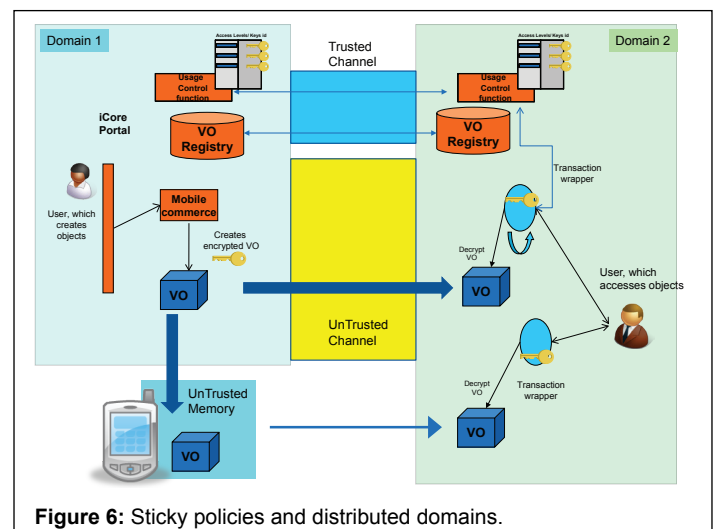 Domain 1
Access Levels/ Keys id
Usage
Control
function
iCore
Portal
VO
Registry
User, which
creates
objects
Mobile
commerce
Creates
encrypted VO
VO
UnTrusted
Memory
VO
Trusted
Channel
UnTrusted
Channel
Domain 2
Access Levels/ Keys id
Usage
Control
function
VO
Registry
Transaction
wrapper
Decrypt
VO
VO
User, which
accesses objects
Decrypt
VO
Transaction
wrapper
VO
Figure 6: Sticky policies and distributed domains.